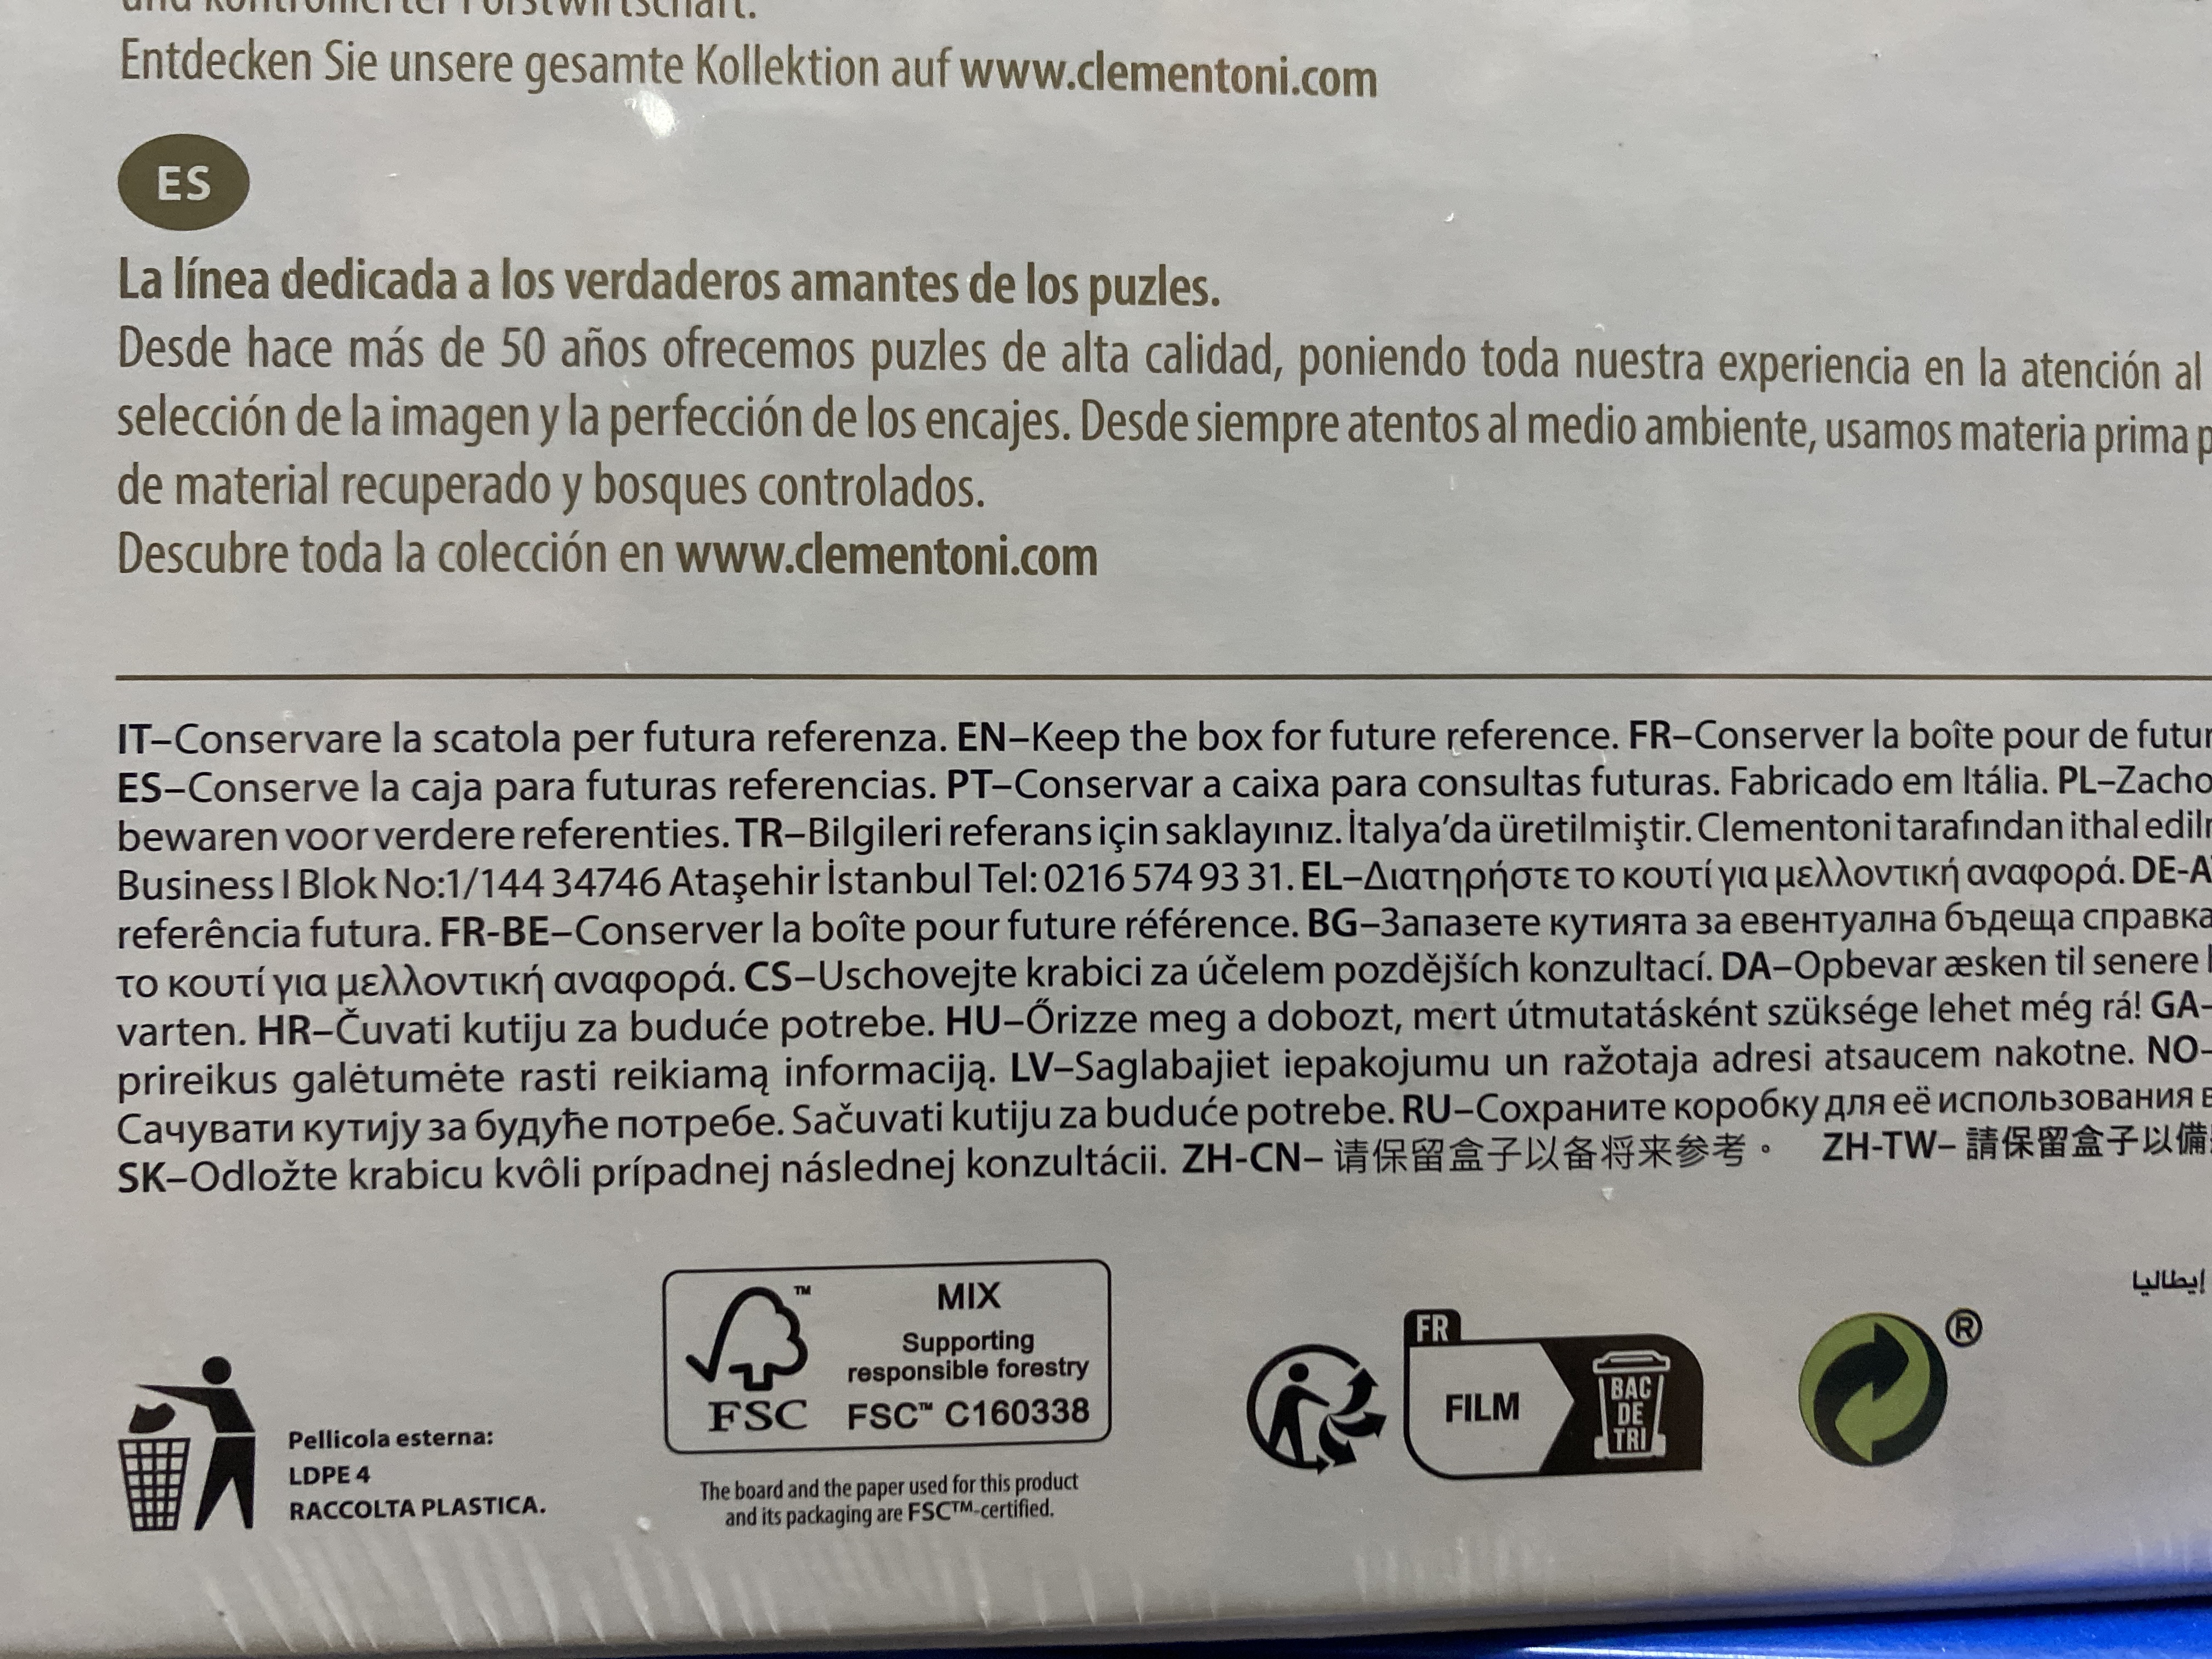 und kontrollierter Forstwirtschaft.
Entdecken Sie unsere gesamte Kollektion auf www.clementoni.com
ES
La línea dedicada a los verdaderos amantes de los puzles.
Desde hace más de 50 años ofrecemos puzles de alta calidad, poniendo toda nuestra experiencia en la atención al
selección de la imagen y la perfección de los encajes. Desde siempre atentos al medio ambiente, usamos materia prima p
de material recuperado y bosques controlados.
Descubre toda la colección en www.clementoni.com
IT–Conservare la scatola per futura referenza. EN–Keep the box for future reference. FR–Conserver la boîte pour de futur
ES–Conserve la caja para futuras referencias. PT–Conservar a caixa para consultas futuras. Fabricado em Itália. PL–Zacho
bewaren voor verdere referenties. TR–Bilgileri referans için saklayınız. İtalya'da üretilmiştir. Clementoni tarafından ithal edilm
Business I Blok No:1/144 34746 Ataşehir İstanbul Tel: 0216 574 93 31. EL–Διατηρήστε το κουτί για μελλοντική αναφορά. DE-A
referência futura. FR-BE–Conserver la boîte pour future référence. BG–Запазете кутията за евентуална бъдеща справка
το κουτί για μελλοντική αναφορά. CS–Uschovejte krabici za účelem pozdějších konzultací. DA–Opbevar æsken til senere
varten. HR–Čuvati kutiju za buduće potrebe. HU–Őrizze meg a dobozt, mert útmutatásként szüksége lehet még rá! GA–
prireikus galėtumėte rasti reikiamą informaciją. LV–Saglabajiet iepakojumu un ražotaja adresi atsaucem nakotne. NO–
Сачувати кутију за будуће потребе. Sačuvati kutiju za buduće potrebe. RU–Сохраните коробку для её использования в
SK–Odložte krabicu kvôli prípadnej následnej konzultácii. ZH-CN– 请保留盒子以备将来参考。 ZH-TW– 請保留盒子以備
إيطاليا
Pellicola esterna:
LDPE 4
RACCOLTA PLASTICA.
™
FSC
MIX
Supporting
responsible forestry
FSC™ C160338
The board and the paper used for this product
and its packaging are FSC™-certified.
FR
FILM
BAC
DE
TRI
®